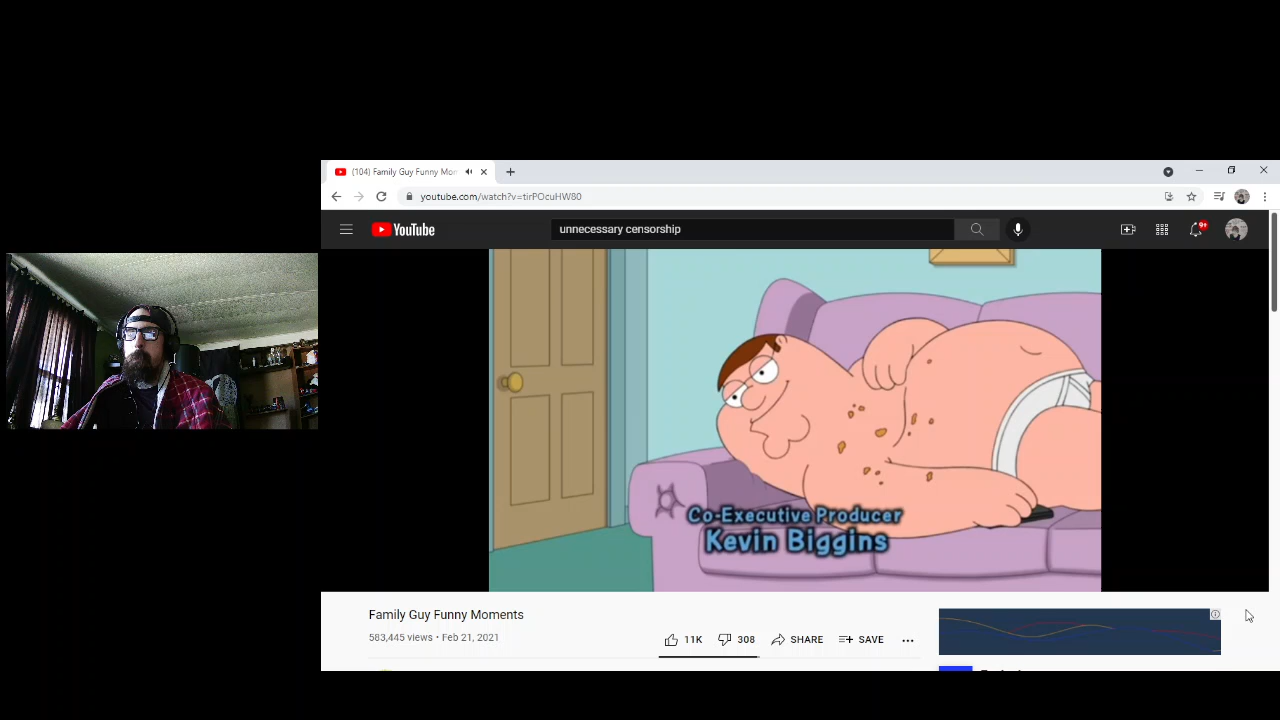 (104) Family Guy Funny Mom
youtube.com/watch?v=tirPOcuHW80
YouTube
unnecessary censorship
9+
Co-Executive Producer
Kevin Biggins
Family Guy Funny Moments
583,445 views • Feb 21, 2021
11K
308
SHARE
SAVE